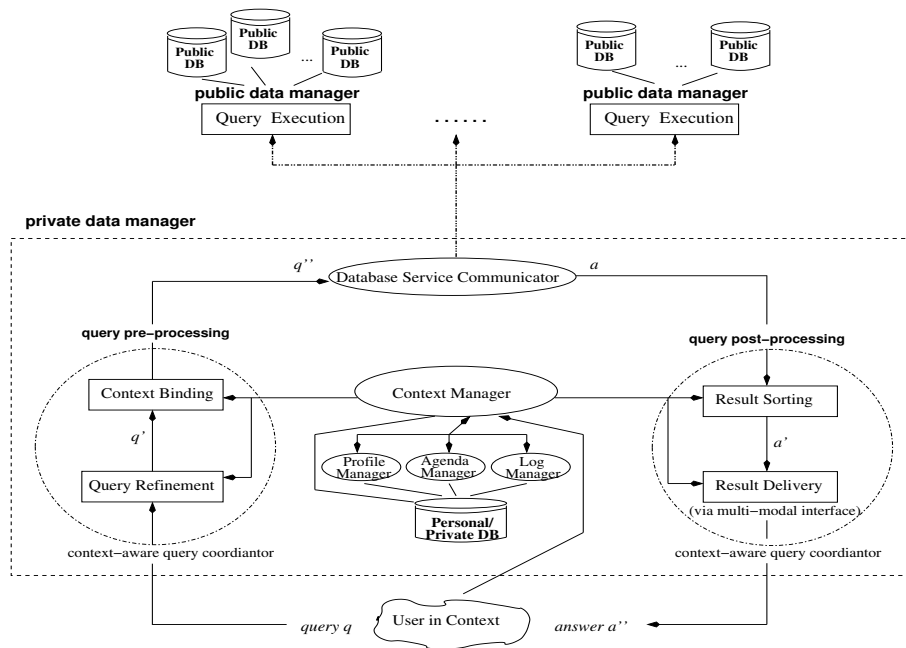 Public
DB
Public
DB
...
Public
DB
Public
DB
...
Public
DB
public data manager
public data manager
Query Execution
......
Query Execution
private data manager
q''
Database Service Communicator
a
query pre-processing
query post-processing
Context Binding
Context Manager
Result Sorting
q'
a'
Profile
Manager
Agenda
Manager
Log
Manager
Query Refinement
Result Delivery
(via multi-modal interface)
Personal/
Private DB
context-aware query coordiantor
context-aware query coordiantor
query q
User in Context
answer a''